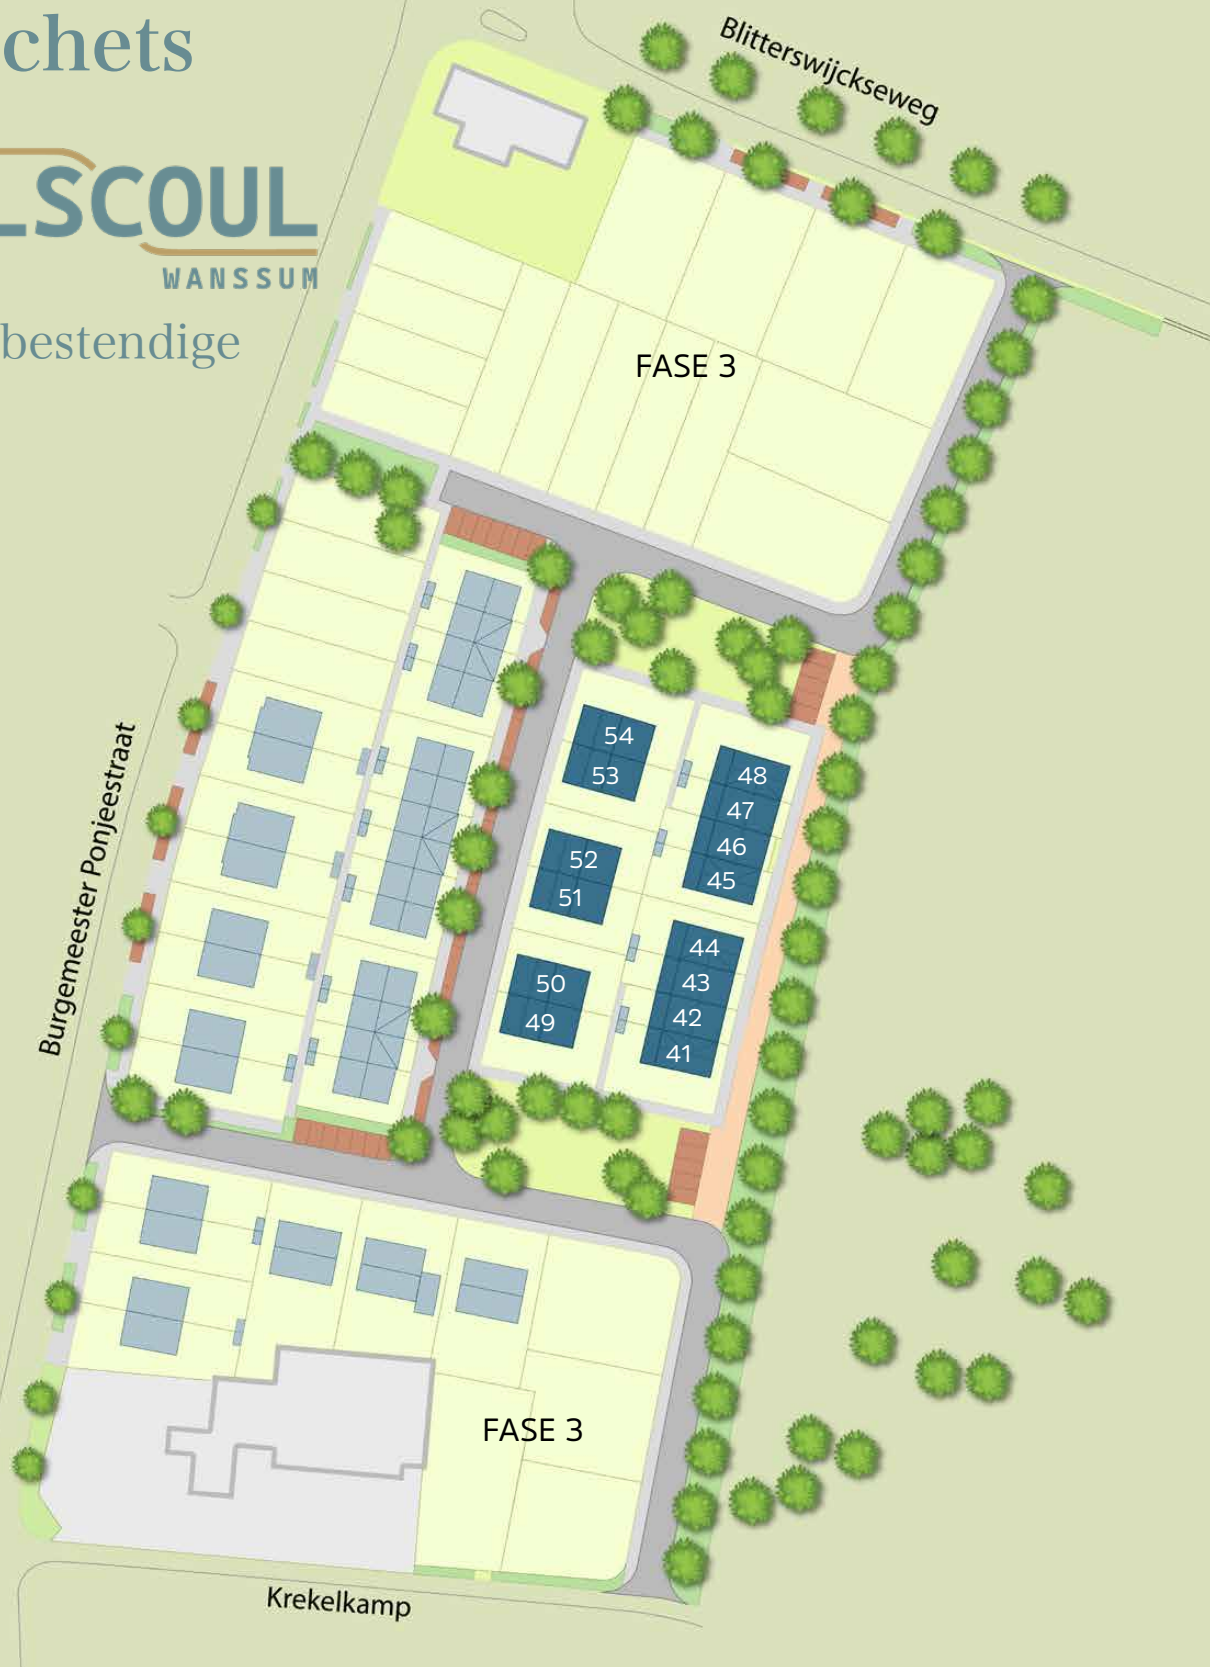 chets
LSCOUL
WANSSUM
bestendige
Blitterswijckseweg
FASE 3
Burgemeester Ponjeestraat
54
53
48
47
46
45
52
51
50
49
44
43
42
41
FASE 3
Krekelkamp